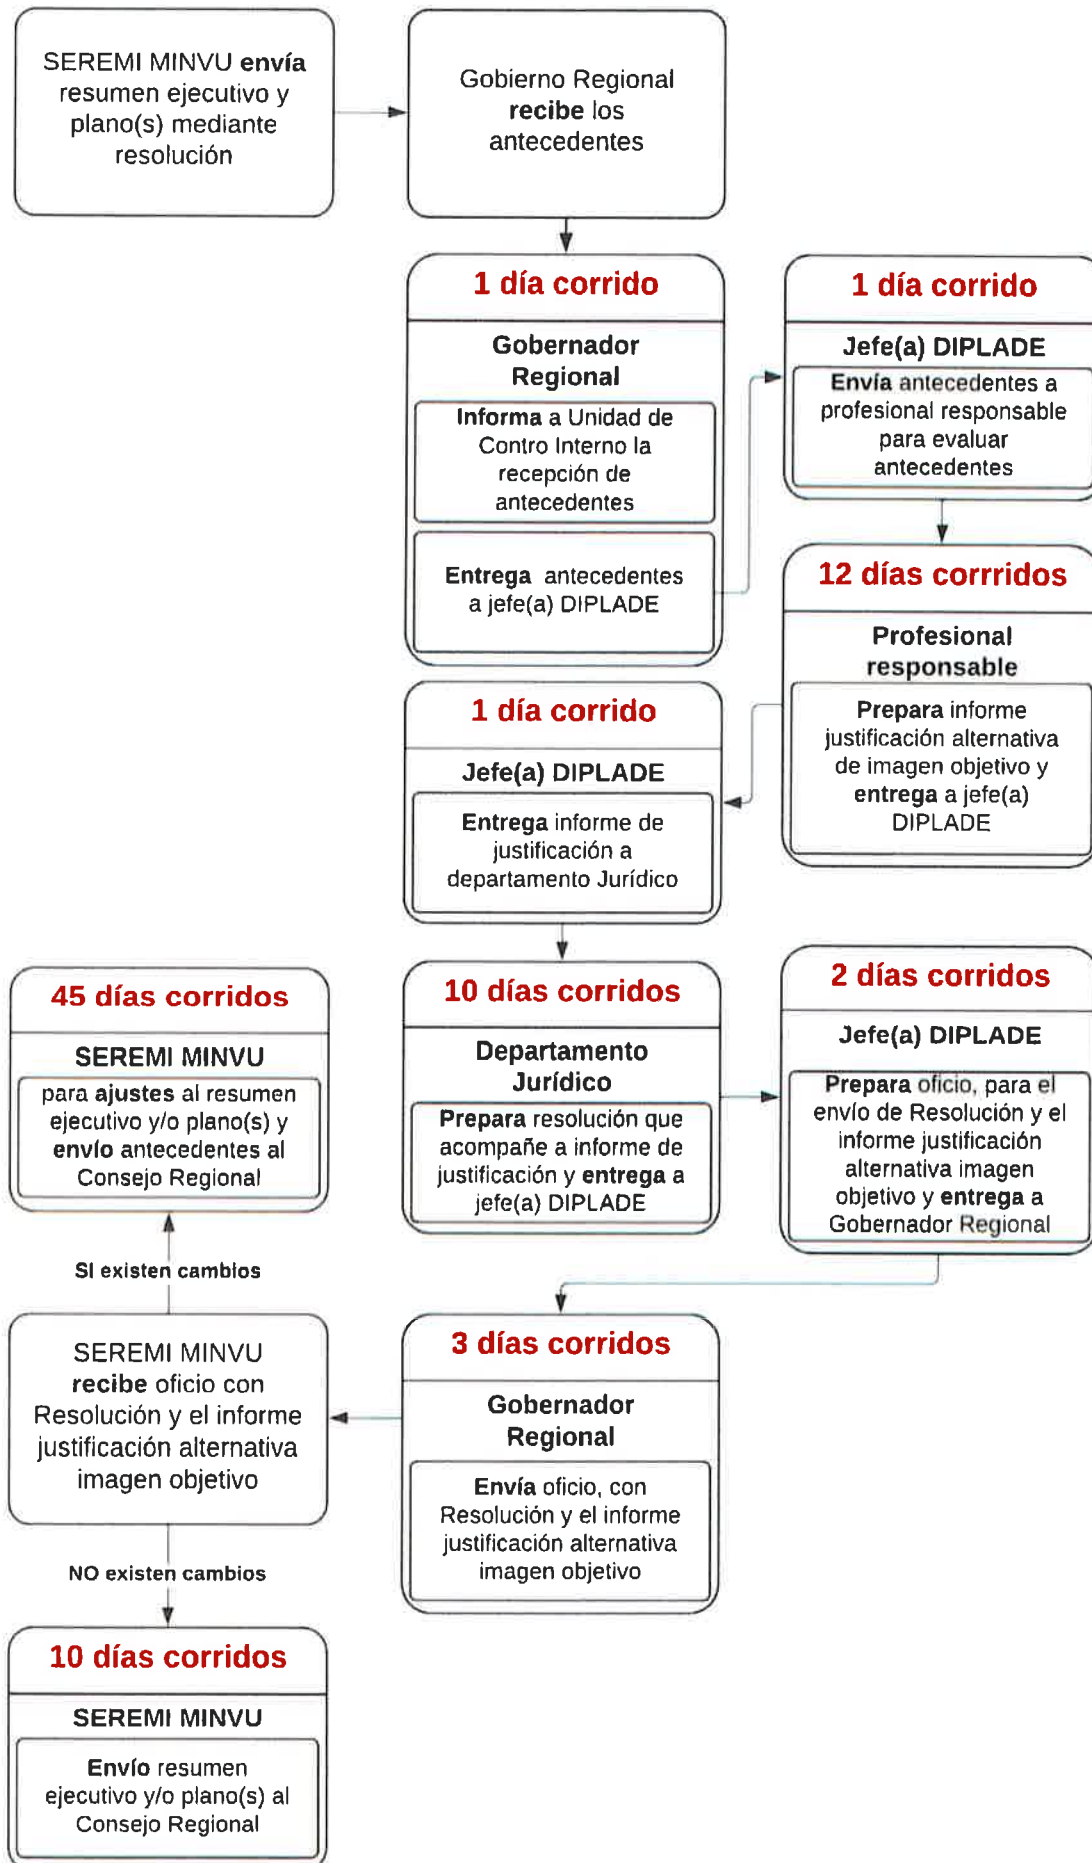 SEREMI MINVU envía
resumen ejecutivo y
plano(s) mediante
resolución
Gobierno Regional
recibe los
antecedentes
1 día corrido
Gobernador
Regional
Informa a Unidad de
Contro Interno la
recepción de
antecedentes
Entrega antecedentes
a jefe(a) DIPLADE
1 día corrido
Jefe(a) DIPLADE
Envía antecedentes a
profesional responsable
para evaluar
antecedentes
12 días corrridos
Profesional
responsable
Prepara informe
justificación alternativa
de imagen objetivo y
entrega a jefe(a)
DIPLADE
1 día corrido
Jefe(a) DIPLADE
Entrega informe de
justificación a
departamento Jurídico
10 días corridos
Departamento
Jurídico
Prepara resolución que
acompañe a informe de
justificación y entrega a
jefe(a) DIPLADE
2 días corridos
Jefe(a) DIPLADE
Prepara oficio, para el
envío de Resolución y el
informe justificación
alternativa imagen
objetivo y entrega a
Gobernador Regional
3 días corridos
Gobernador
Regional
Envía oficio, con
Resolución y el informe
justificación alternativa
imagen objetivo
SEREMI MINVU
recibe oficio con
Resolución y el informe
justificación alternativa
imagen objetivo
SI existen cambios
45 días corridos
SEREMI MINVU
para ajustes al resumen
ejecutivo y/o plano(s) y
envío antecedentes al
Consejo Regional
NO existen cambios
10 días corridos
SEREMI MINVU
Envío resumen
ejecutivo y/o plano(s) al
Consejo Regional